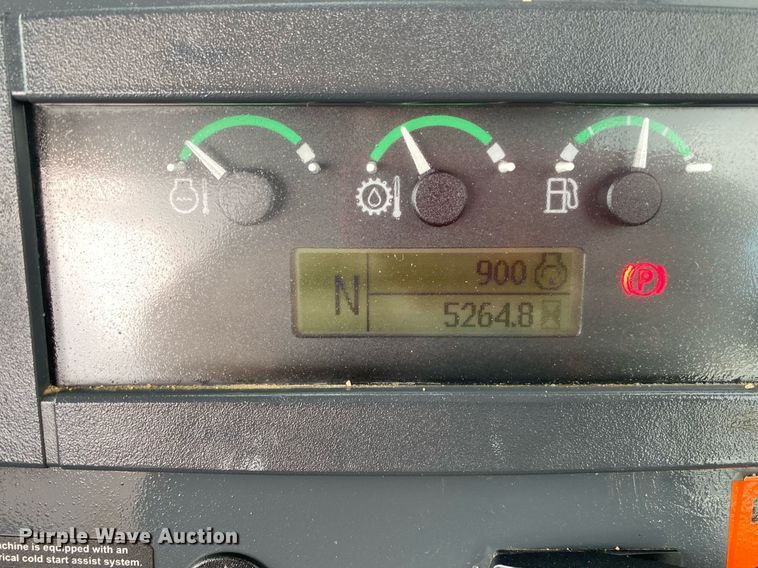 900
N
5264.8
P
Purple Wave Auction
achine is equipped with an
rical cold start assist system.